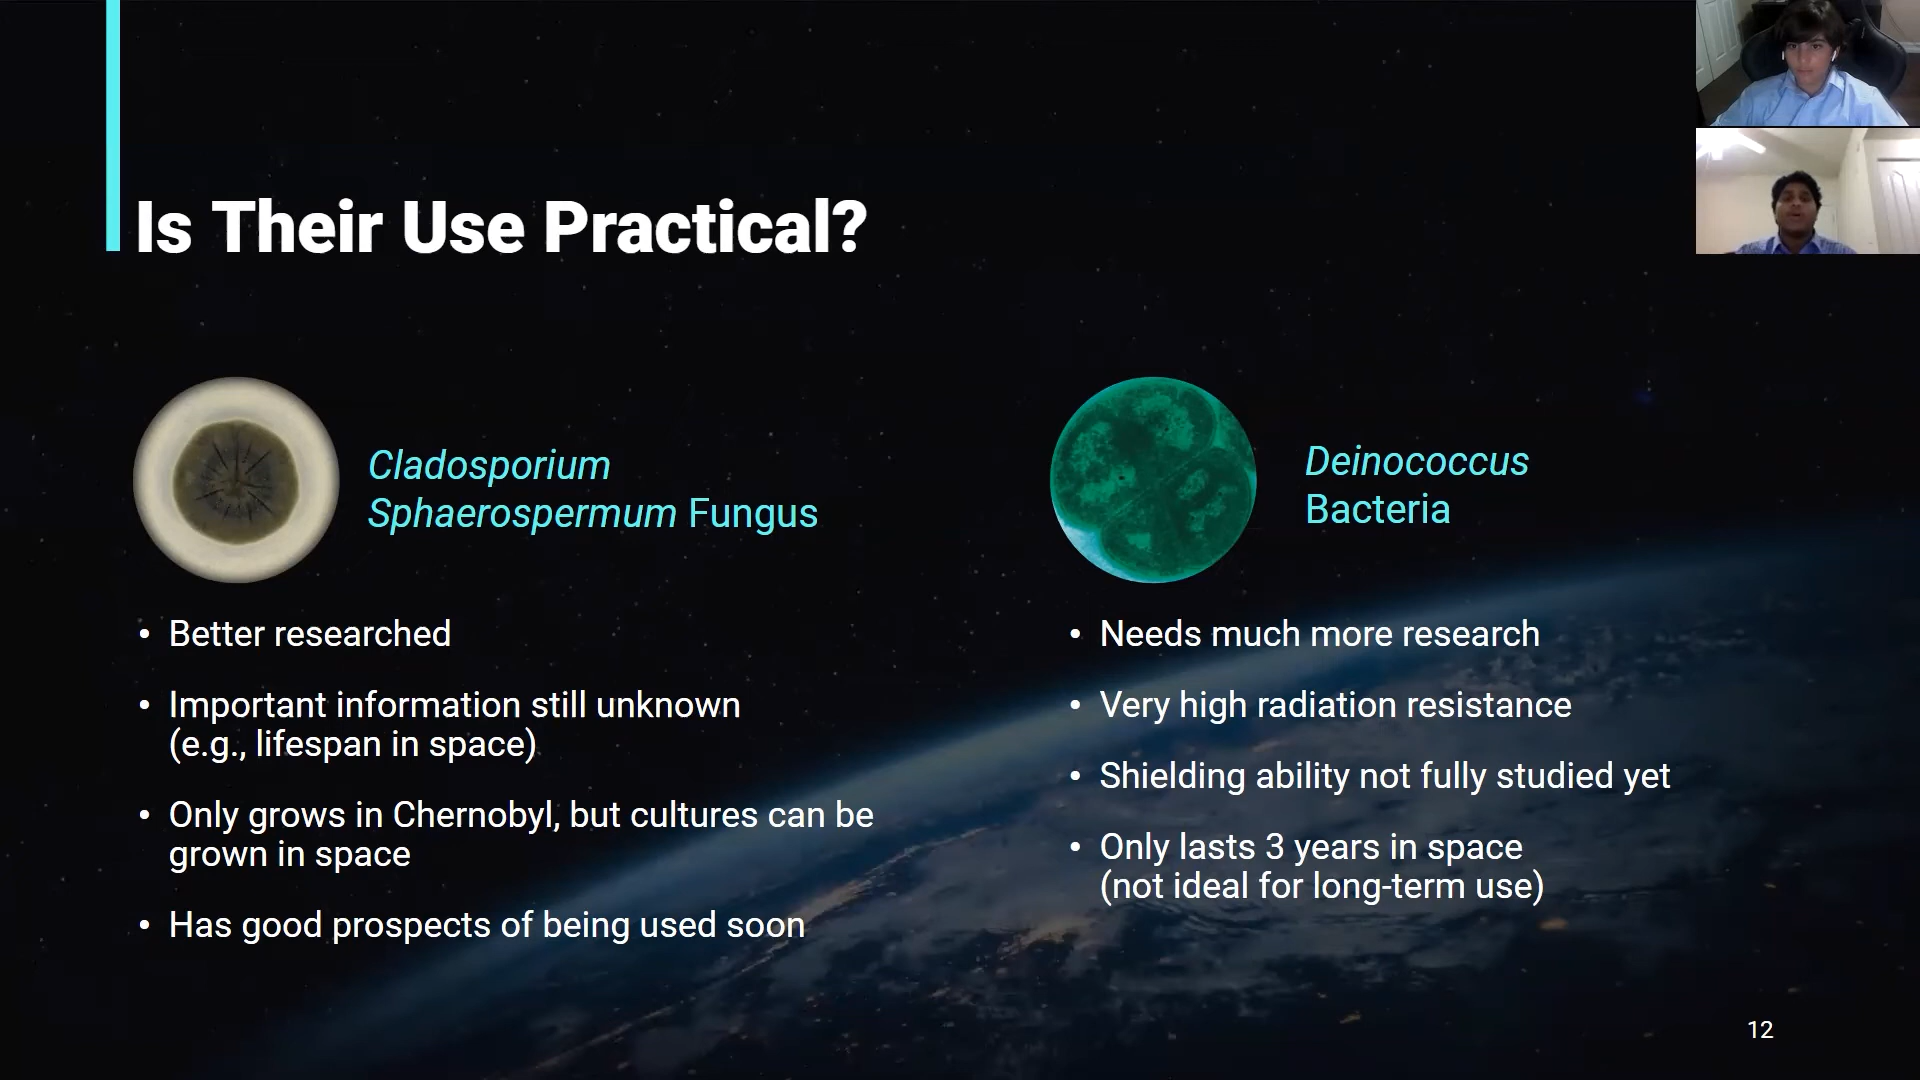 Is Their Use Practical?
Cladosporium
Sphaerospermum Fungus
• Better researched
• Important information still unknown
(e.g., lifespan in space)
• Only grows in Chernobyl, but cultures can be
grown in space
• Has good prospects of being used soon
Deinococcus
Bacteria
• Needs much more research
• Very high radiation resistance
• Shielding ability not fully studied yet
• Only lasts 3 years in space
(not ideal for long-term use)
12